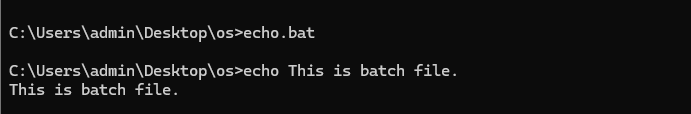 C:\Users\admin\Desktop\os>echo.bat
C:\Users\admin\Desktop\os>echo This is batch file.
This is batch file.